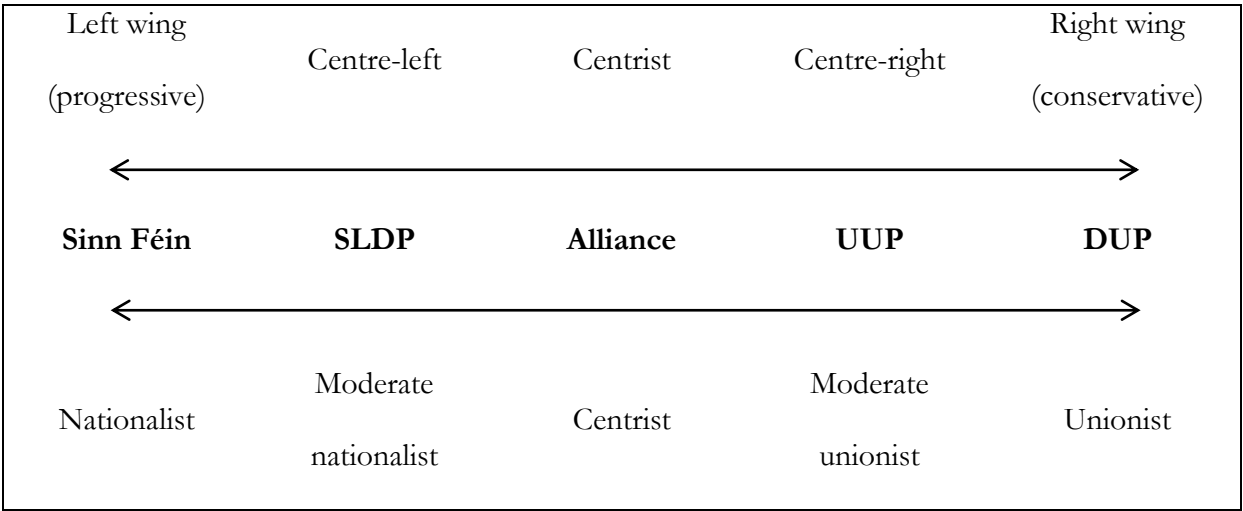 Left wing
(progressive)
Centre-left
Centrist
Centre-right
Right wing
(conservative)
Sinn Féin
SLDP
Alliance
UUP
DUP
Nationalist
Moderate
nationalist
Centrist
Moderate
unionist
Unionist